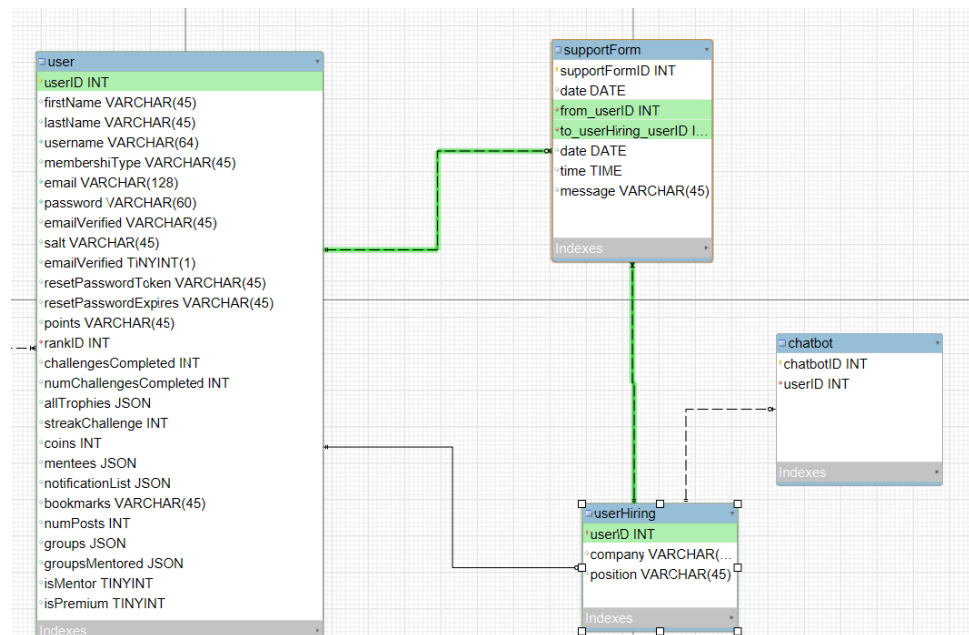 user
userID INT
firstName VARCHAR(45)
lastName VARCHAR(45)
username VARCHAR(64)
membershiType VARCHAR(45)
email VARCHAR(128)
password VARCHAR(60)
emailVerified VARCHAR(45)
salt VARCHAR(45)
emailVerified TINYINT(1)
resetPasswordToken VARCHAR(45)
resetPasswordExpires VARCHAR(45)
points VARCHAR(45)
rankID INT
challengesCompleted INT
numChallengesCompleted INT
allTrophies JSON
streakChallenge INT
coins INT
mentees JSON
notificationList JSON
bookmarks VARCHAR(45)
numPosts INT
groups JSON
groupsMentored JSON
isMentor TINYINT
isPremium TINYINT
Indexes
supportForm
supportFormID INT
date DATE
from_userID INT
to_userHiring_userID I...
date DATE
time TIME
message VARCHAR(45)
Indexes
chatbot
chatbotID INT
userID INT
Indexes
userHiring
userID INT
company VARCHAR(...
position VARCHAR(45)
Indexes